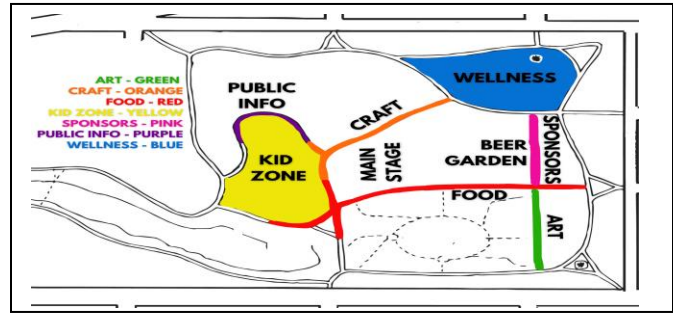 ART - GREEN
CRAFT - ORANGE
FOOD - RED
KID ZONE - YELLOW
SPONSORS - PINK
PUBLIC INFO - PURPLE
WELLNESS - BLUE
PUBLIC
INFO
WELLNESS
CRAFT
KID
ZONE
MAIN
STAGE
BEER
GARDEN
SPONSORS
FOOD
ART